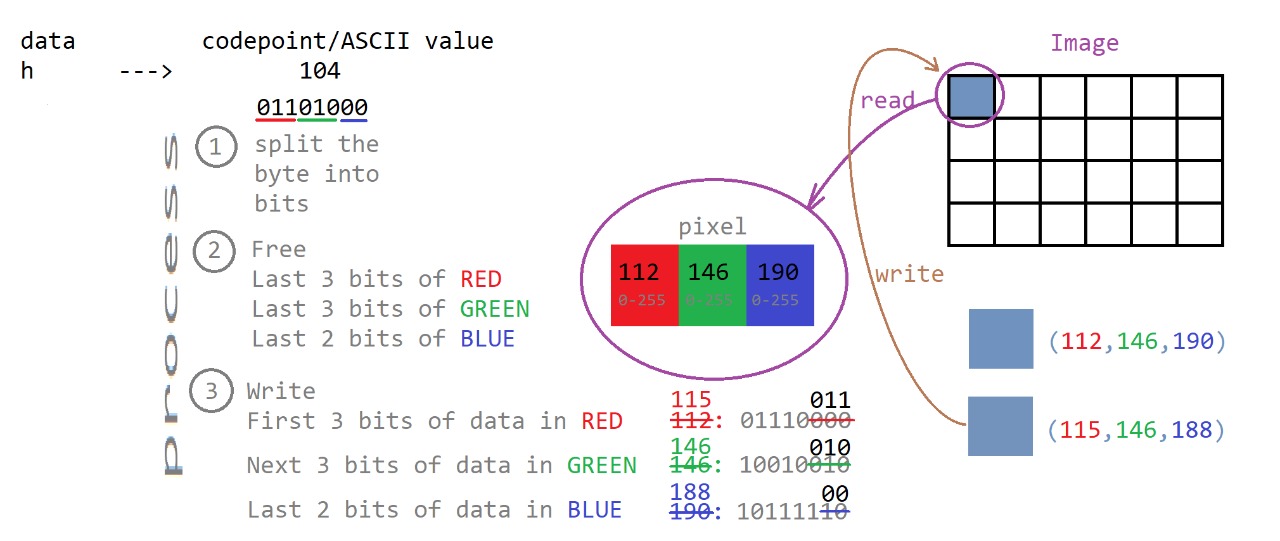 data codepoint/ASCII value
h ---> 104
01101000
process
1 split the
byte into
bits
2 Free
Last 3 bits of RED
Last 3 bits of GREEN
Last 2 bits of BLUE
3 Write
First 3 bits of data in RED
Next 3 bits of data in GREEN
Last 2 bits of data in BLUE
115 011
112: 01110000
146 010
146: 10010010
188 00
190: 10111110
pixel
112 146 190
0-255 0-255 0-255
Image
read
write
(112,146,190)
(115,146,188)